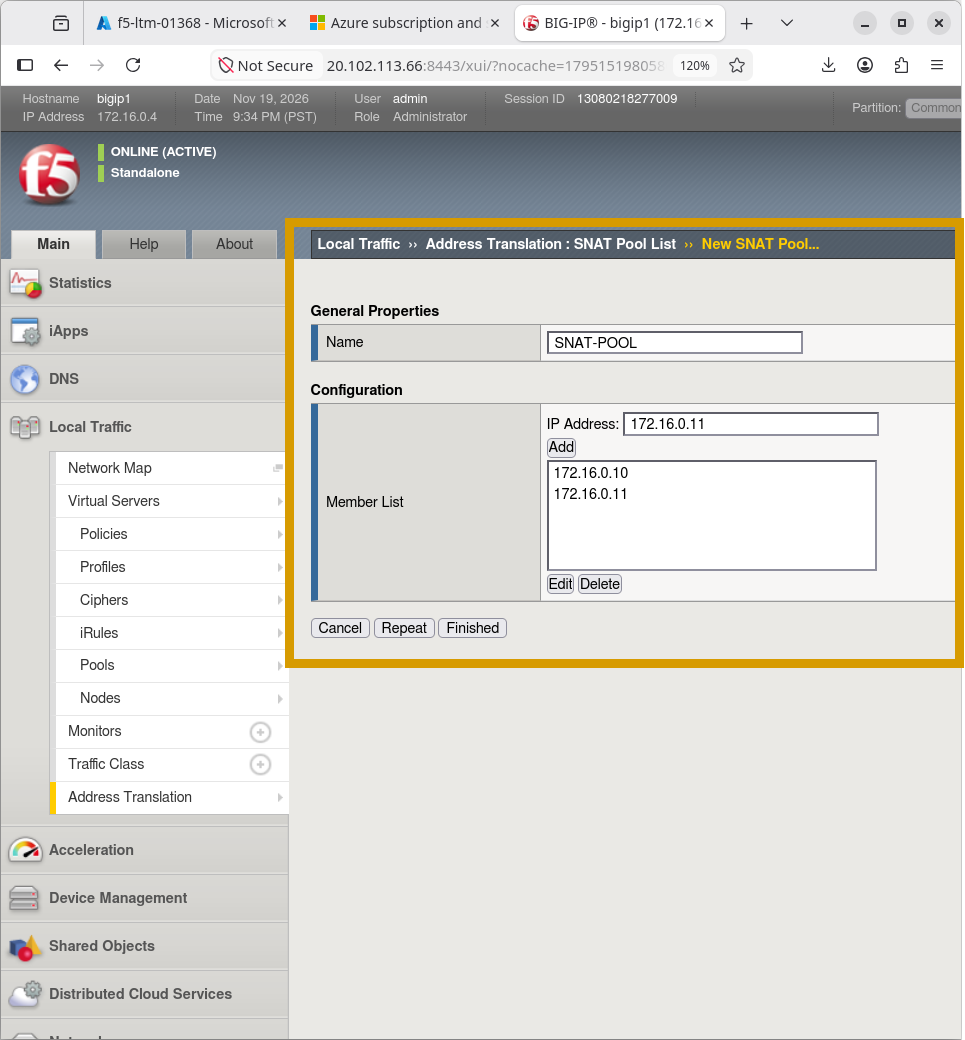 f5-ltm-01368 - Microsoft
Azure subscription and s
BIG-IP® - bigip1 (172.16
Not Secure 20.102.113.66:8443/xui/?nocache=179515198058 120%
Hostname bigip1 Date Nov 19, 2026 User admin Session ID 13080218277009
IP Address 172.16.0.4 Time 9:34 PM (PST) Role Administrator
Partition: Common
f5
ONLINE (ACTIVE)
Standalone
Main Help About
Local Traffic ›› Address Translation : SNAT Pool List ›› New SNAT Pool...
Statistics
iApps
DNS
Local Traffic
Network Map
Virtual Servers
Policies
Profiles
Ciphers
iRules
Pools
Nodes
Monitors
Traffic Class
Address Translation
Acceleration
Device Management
Shared Objects
Distributed Cloud Services
General Properties
Name SNAT-POOL
Configuration
Member List
IP Address: 172.16.0.11
Add
172.16.0.10
172.16.0.11
Edit Delete
Cancel Repeat Finished